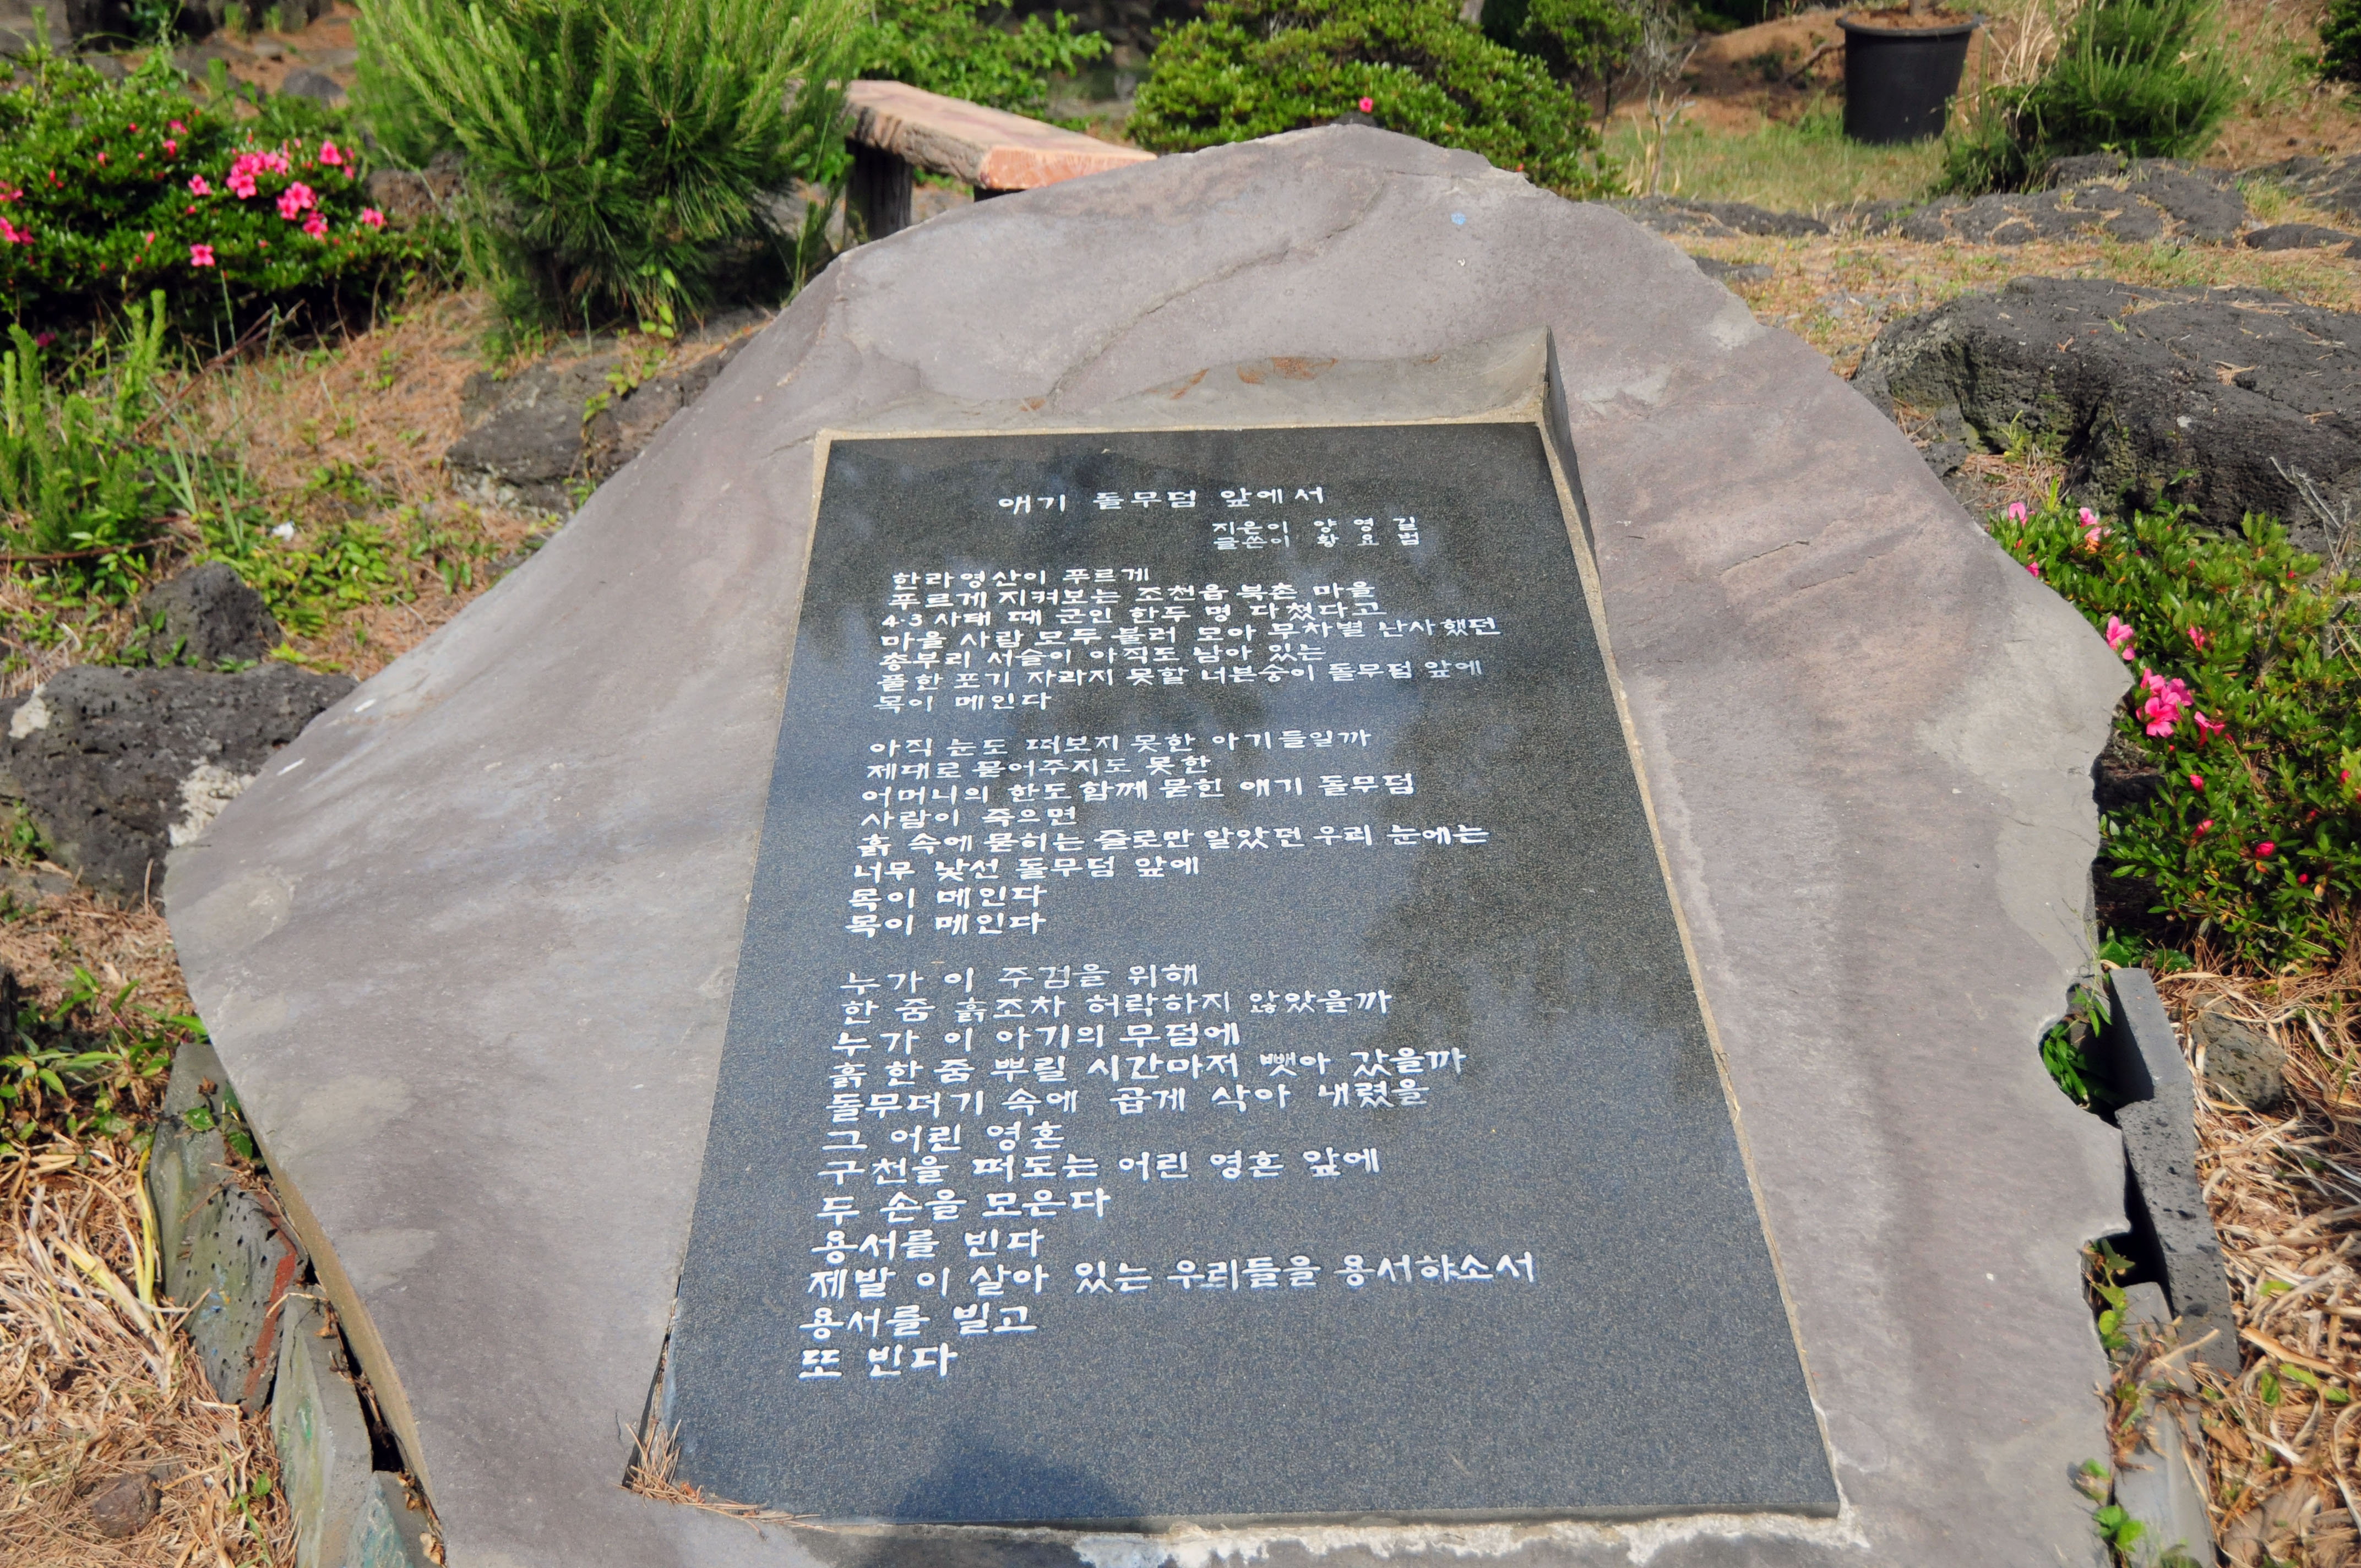 애기 돌무덤 앞에서
지은이 양 영 길
글쓴이 황 요 범
한라영산이 푸르게
푸르게 지켜보는 조천읍 북촌 마을
4·3 사태 때 군인 한두 명 다쳤다고
마을 사람 모두 불러 모아 무차별 난사했던
총부리 서슬이 아직도 남아 있는
풀 한 포기 자라지 못할 너븐숭이 돌무덤 앞에
목이 메인다
아직 눈도 떠보지 못한 아기들일까
제대로 묻어주지도 못한
어머니의 한도 함께 묻힌 애기 돌무덤
사람이 죽으면
흙 속에 묻히는 줄로만 알았던 우리 눈에는
너무 낯선 돌무덤 앞에
목이 메인다
목이 메인다
누가 이 주검을 위해
한 줌 흙조차 허락하지 않았을까
누가 이 아기의 무덤에
흙 한 줌 뿌릴 시간마저 뺏아 갔을까
돌무더기 속에 곱게 삭아 내렸을
그 어린 영혼
구천을 떠도는 어린 영혼 앞에
두 손을 모은다
용서를 빈다
제발 이 살아 있는 우리들을 용서하소서
용서를 빌고
또 빈다